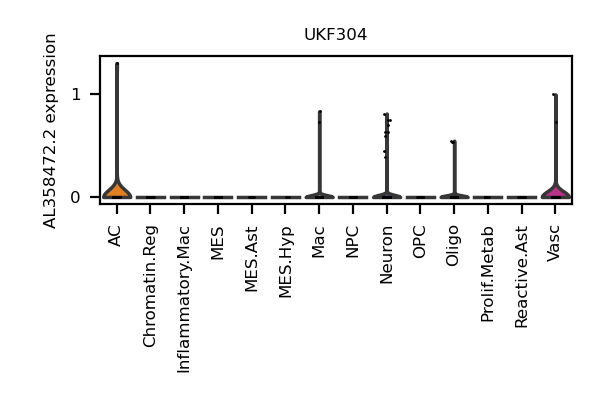 UKF304
AL358472.2 expression
1
0
AC
Chromatin.Reg
Inflammatory.Mac
MES
MES.Ast
MES.Hyp
Mac
NPC
Neuron
OPC
Oligo
Prolif.Metab
Reactive.Ast
Vasc